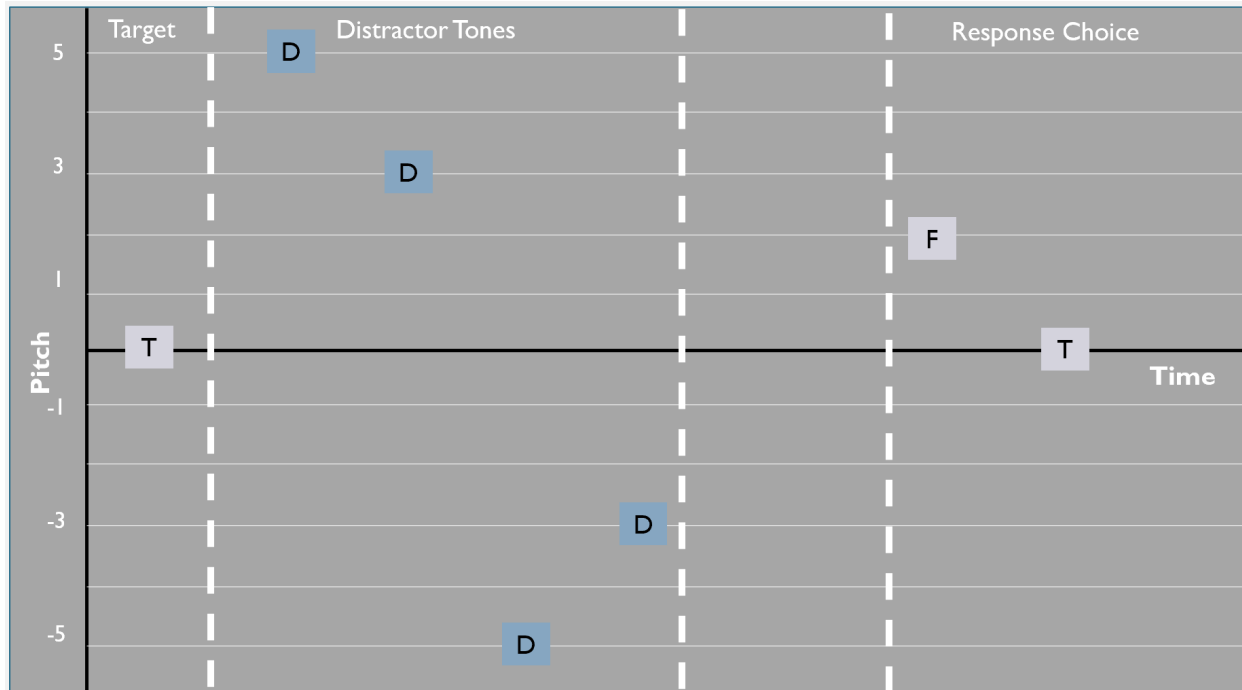 Target
Distractor Tones
Response Choice
5
D
3
D
F
1
T
T
Pitch
Time
-1
-3
D
-5
D